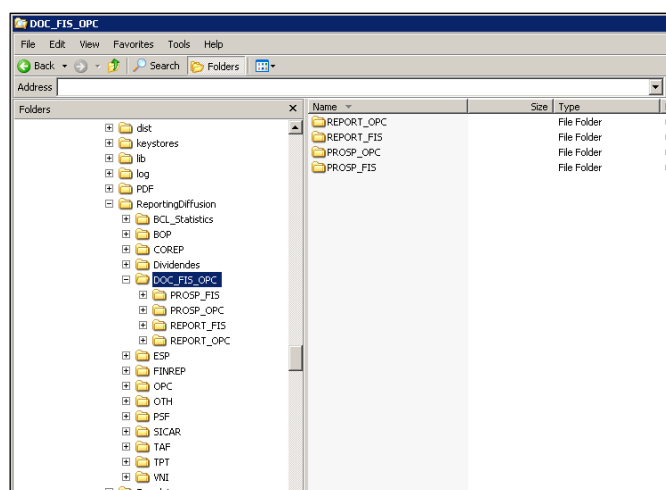 DOC_FIS_OPC
File Edit View Favorites Tools Help
Back Search Folders
Address
Folders
Name Size Type
dist
keystores
lib
log
PDF
ReportingDiffusion
BCL_Statistics
BOP
COREP
Dividendes
DOC_FIS_OPC
PROSP_FIS
PROSP_OPC
REPORT_FIS
REPORT_OPC
ESP
FINREP
OPC
OTH
PSF
SICAR
TAF
TPT
VNI
REPORT_OPC File Folder
REPORT_FIS File Folder
PROSP_OPC File Folder
PROSP_FIS File Folder